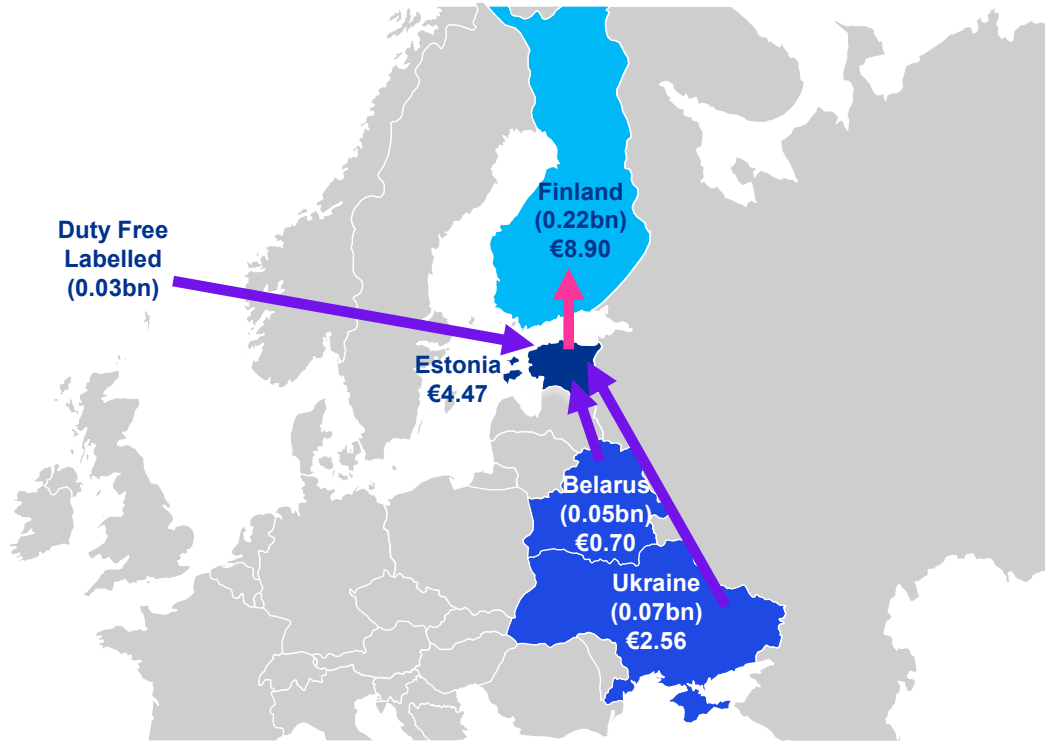 Finland
(0.22bn)
€8.90
Duty Free
Labelled
(0.03bn)
Estonia
€4.47
Belarus
(0.05bn)
€0.70
Ukraine
(0.07bn)
€2.56